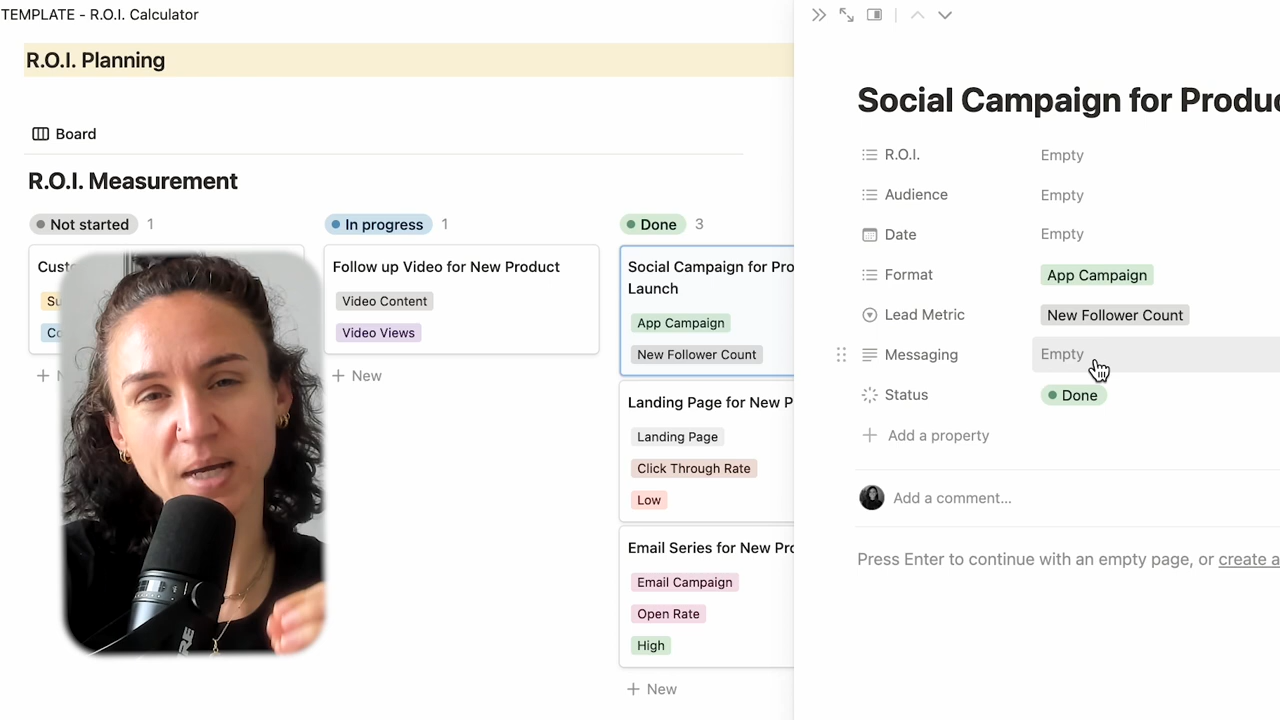 TEMPLATE - R.O.I. Calculator
R.O.I. Planning
Board
R.O.I. Measurement
Not started 1
In progress 1
Follow up Video for New Product
Video Content
Video Views
+ New
Done 3
Social Campaign for Pro
Launch
App Campaign
New Follower Count
Landing Page for New P
Landing Page
Click Through Rate
Low
Email Series for New Pro
Email Campaign
Open Rate
High
+ New
Social Campaign for Produc
R.O.I. Empty
Audience Empty
Date Empty
Format App Campaign
Lead Metric New Follower Count
Messaging Empty
Status Done
+ Add a property
Add a comment...
Press Enter to continue with an empty page, or create a